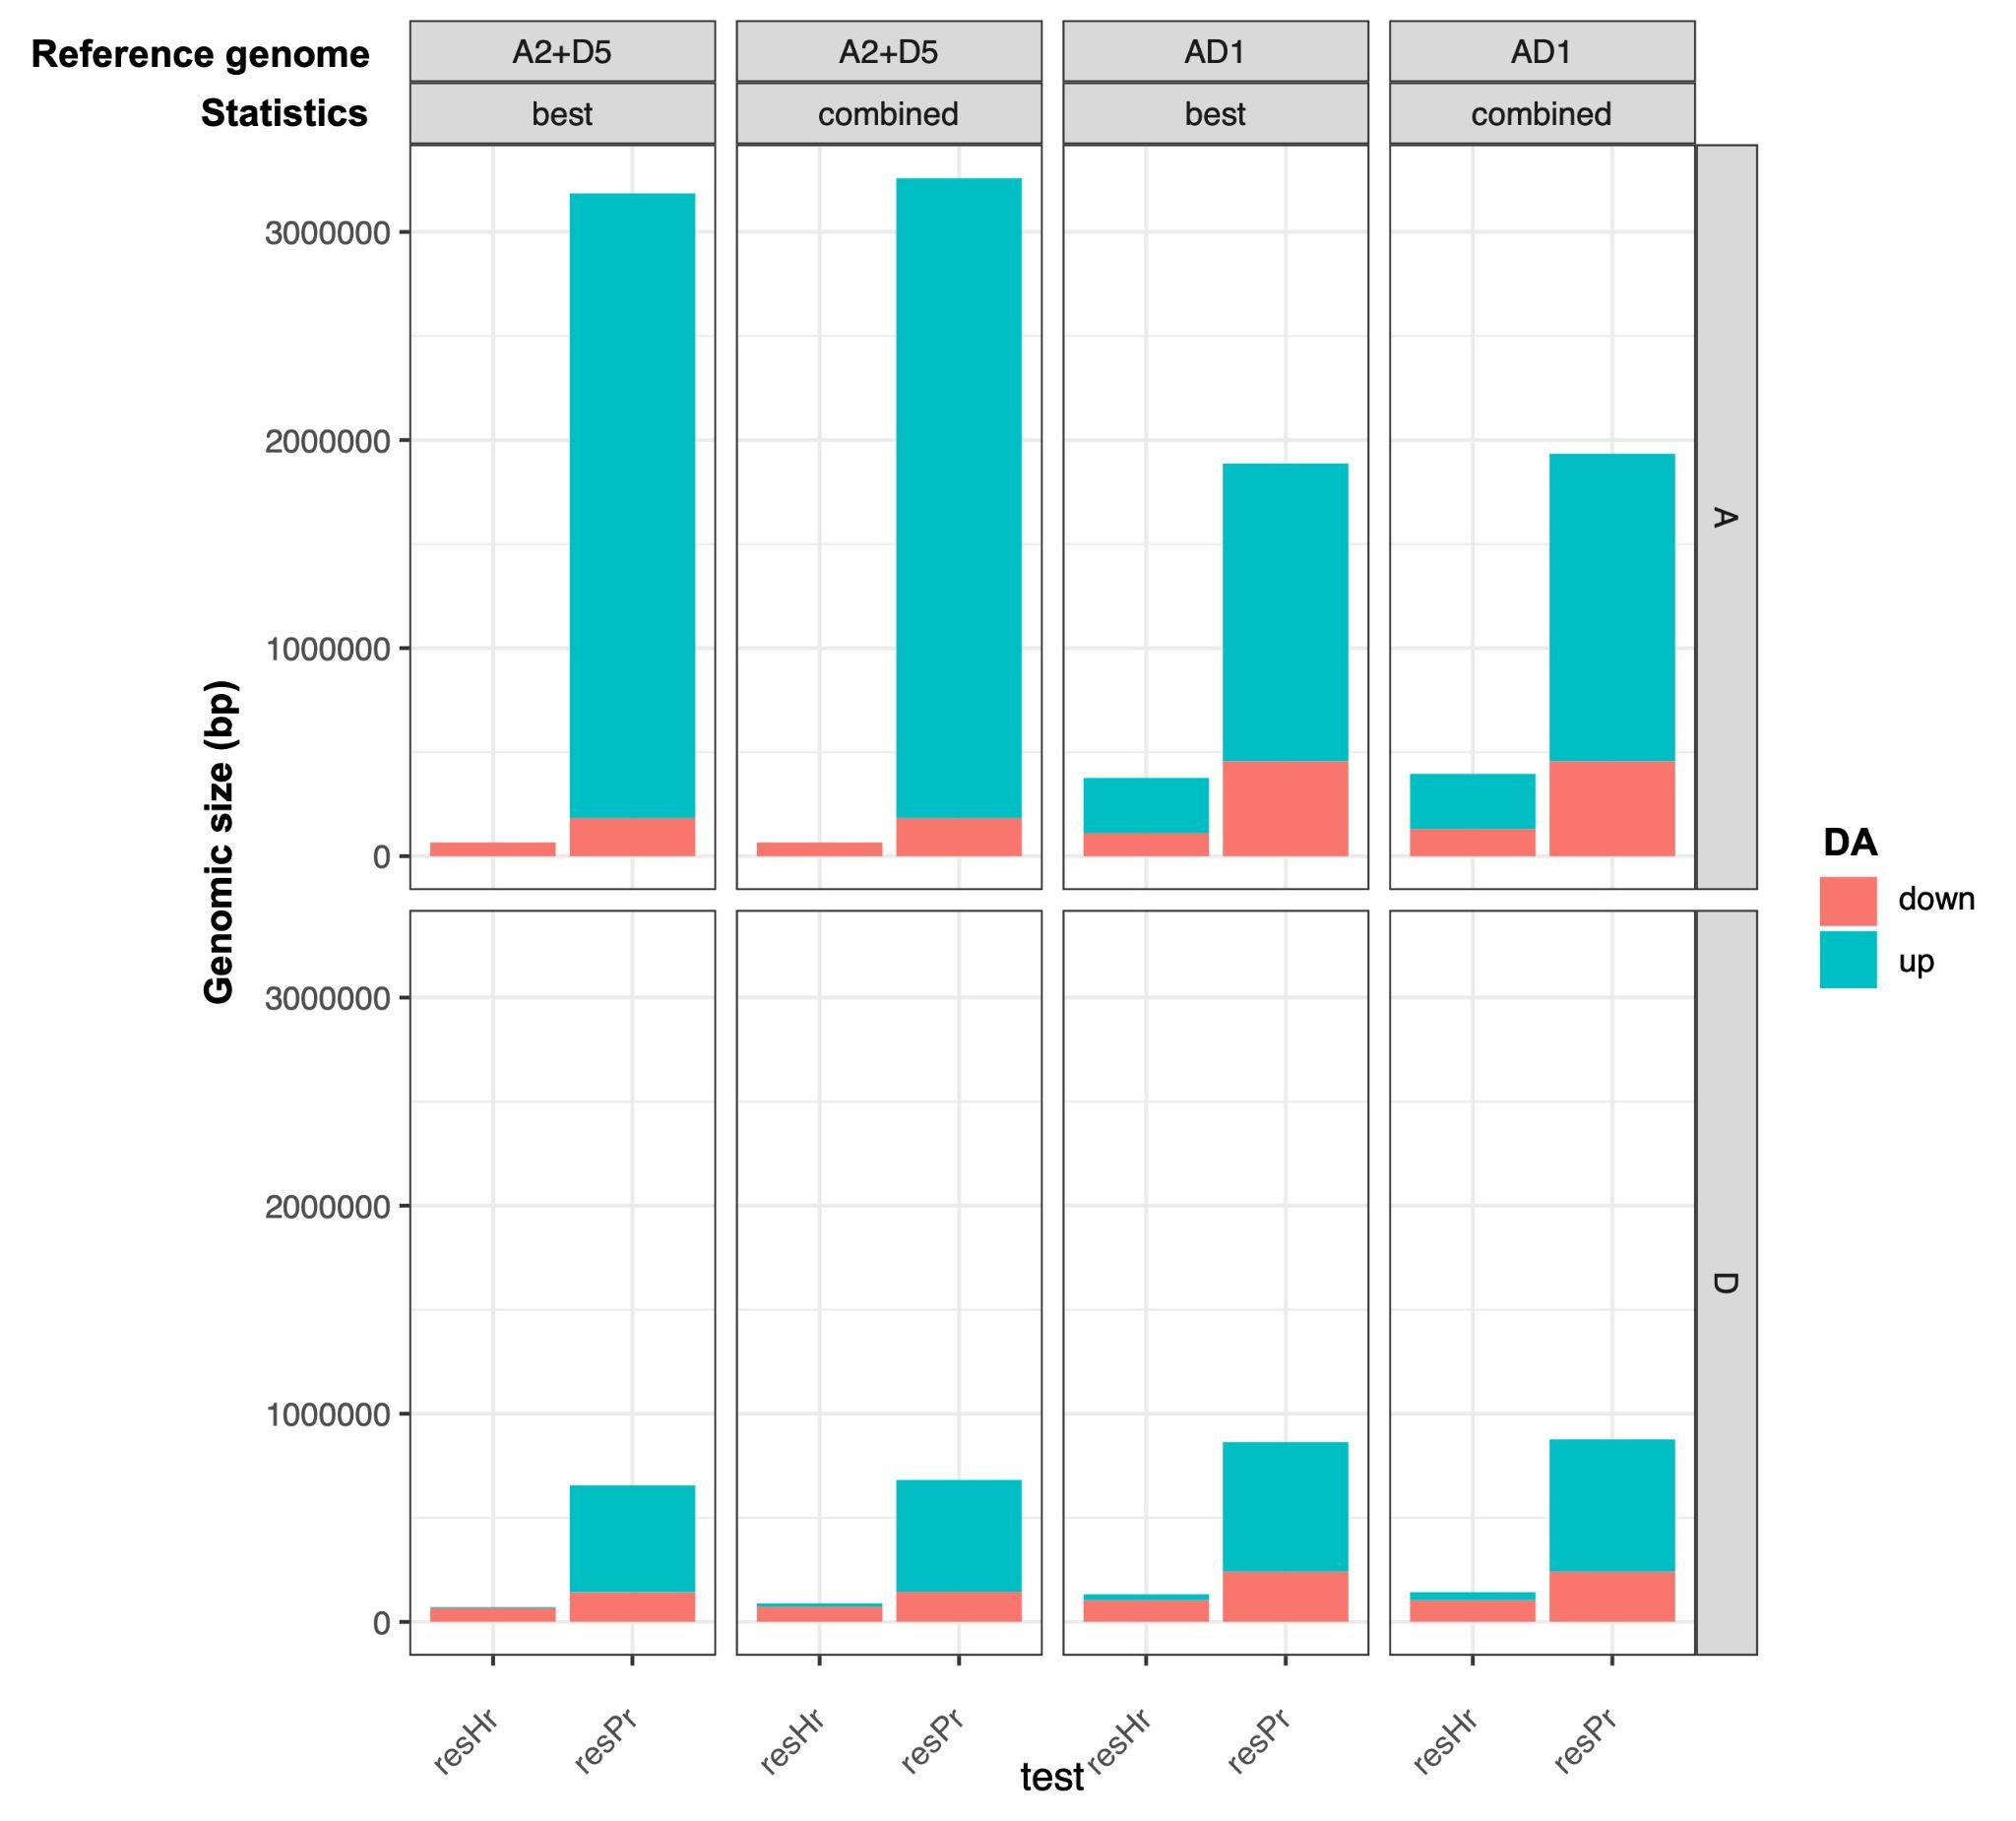 Reference genome A2+D5 A2+D5 AD1 AD1
Statistics best combined best combined
Genomic size (bp)
3000000
2000000
1000000
0
A
3000000
2000000
1000000
0
D
DA
down
up
resHr resPr resHr resPr resHr resPr resHr resPr
test